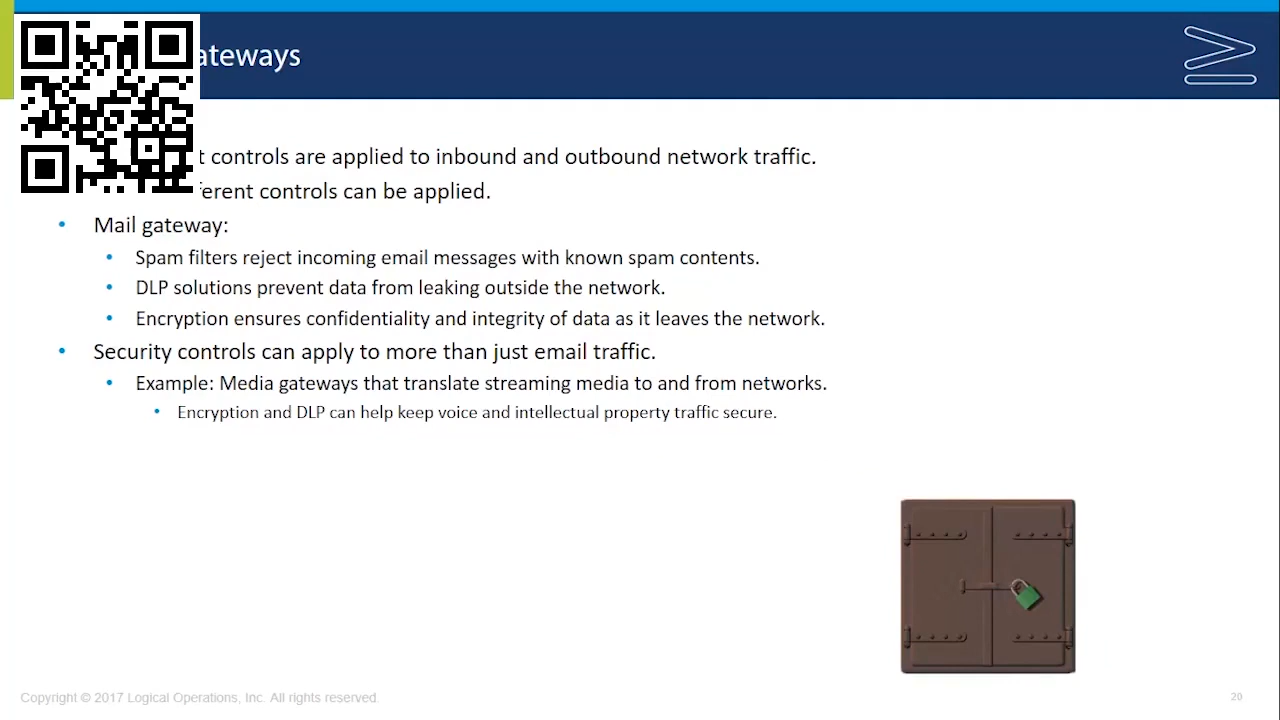 ateways
t controls are applied to inbound and outbound network traffic.
ferent controls can be applied.
• Mail gateway:
• Spam filters reject incoming email messages with known spam contents.
• DLP solutions prevent data from leaking outside the network.
• Encryption ensures confidentiality and integrity of data as it leaves the network.
• Security controls can apply to more than just email traffic.
• Example: Media gateways that translate streaming media to and from networks.
• Encryption and DLP can help keep voice and intellectual property traffic secure.
Copyright © 2017 Logical Operations, Inc. All rights reserved.
20